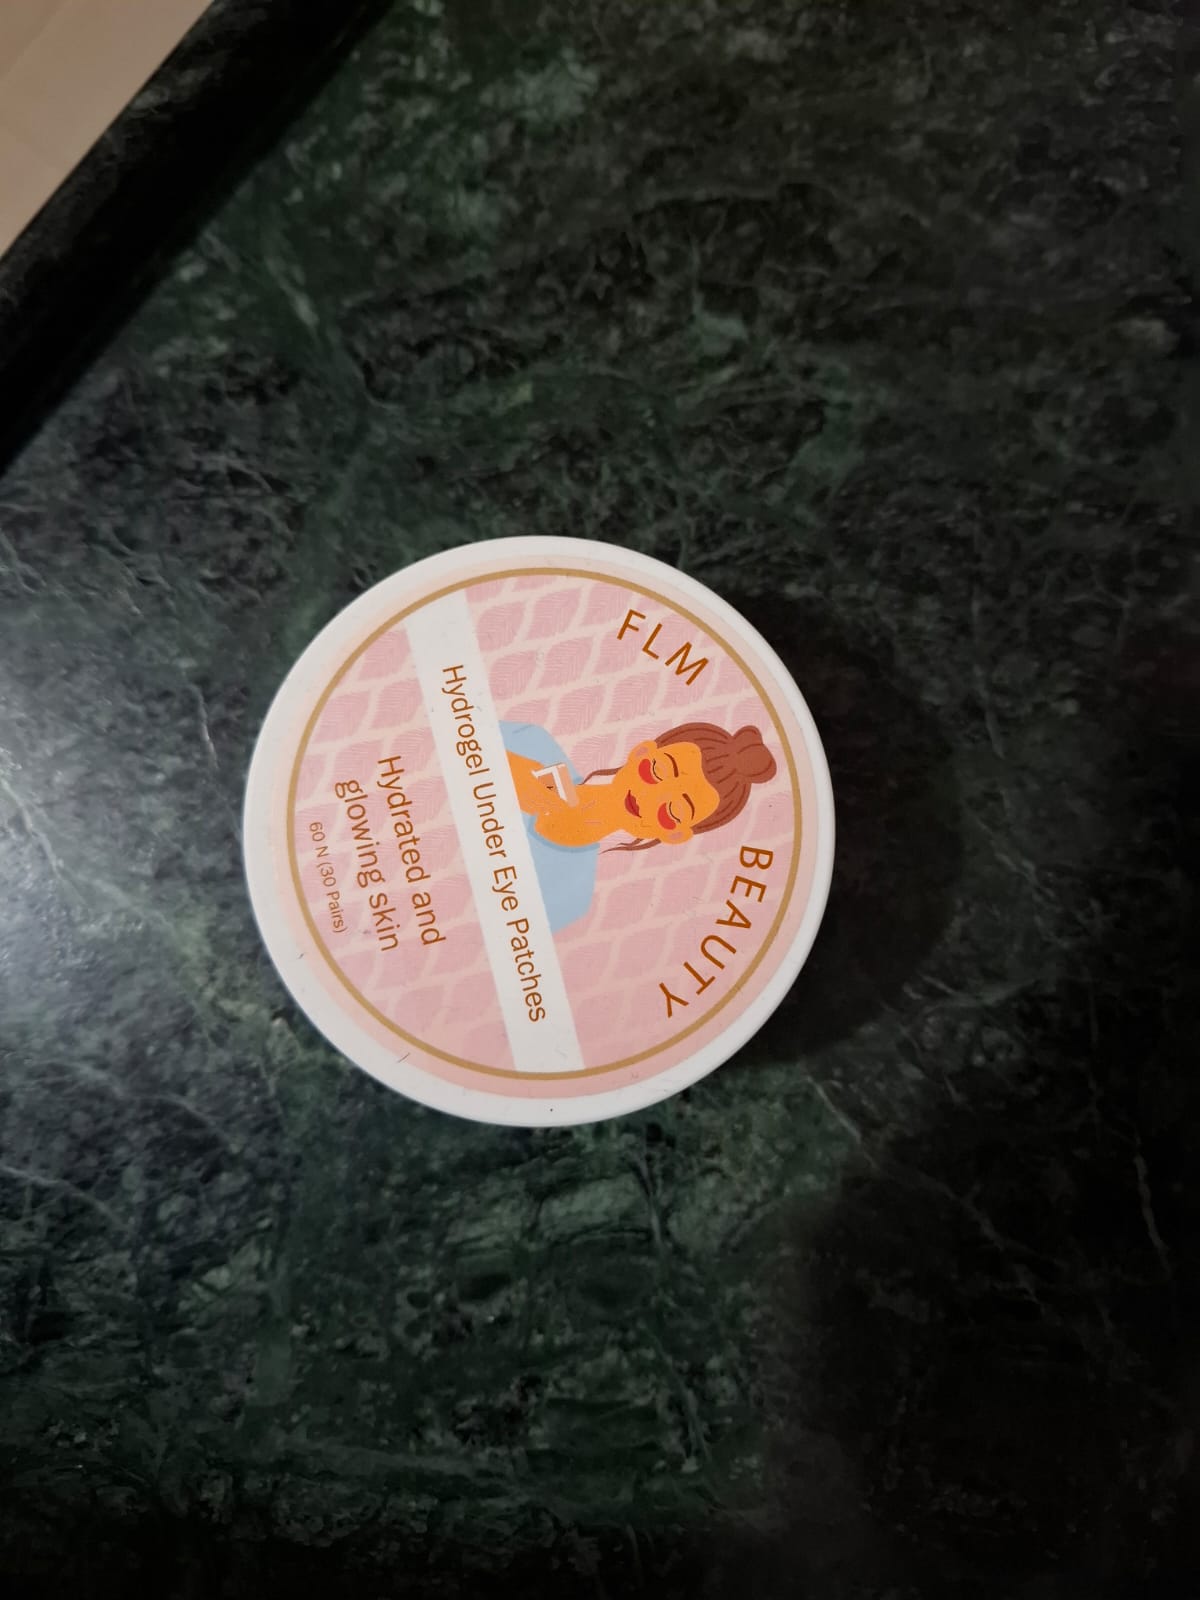 FLM BEAUTY
Hydrogel Under Eye Patches
Hydrated and
glowing skin
60 N (30 Pairs)